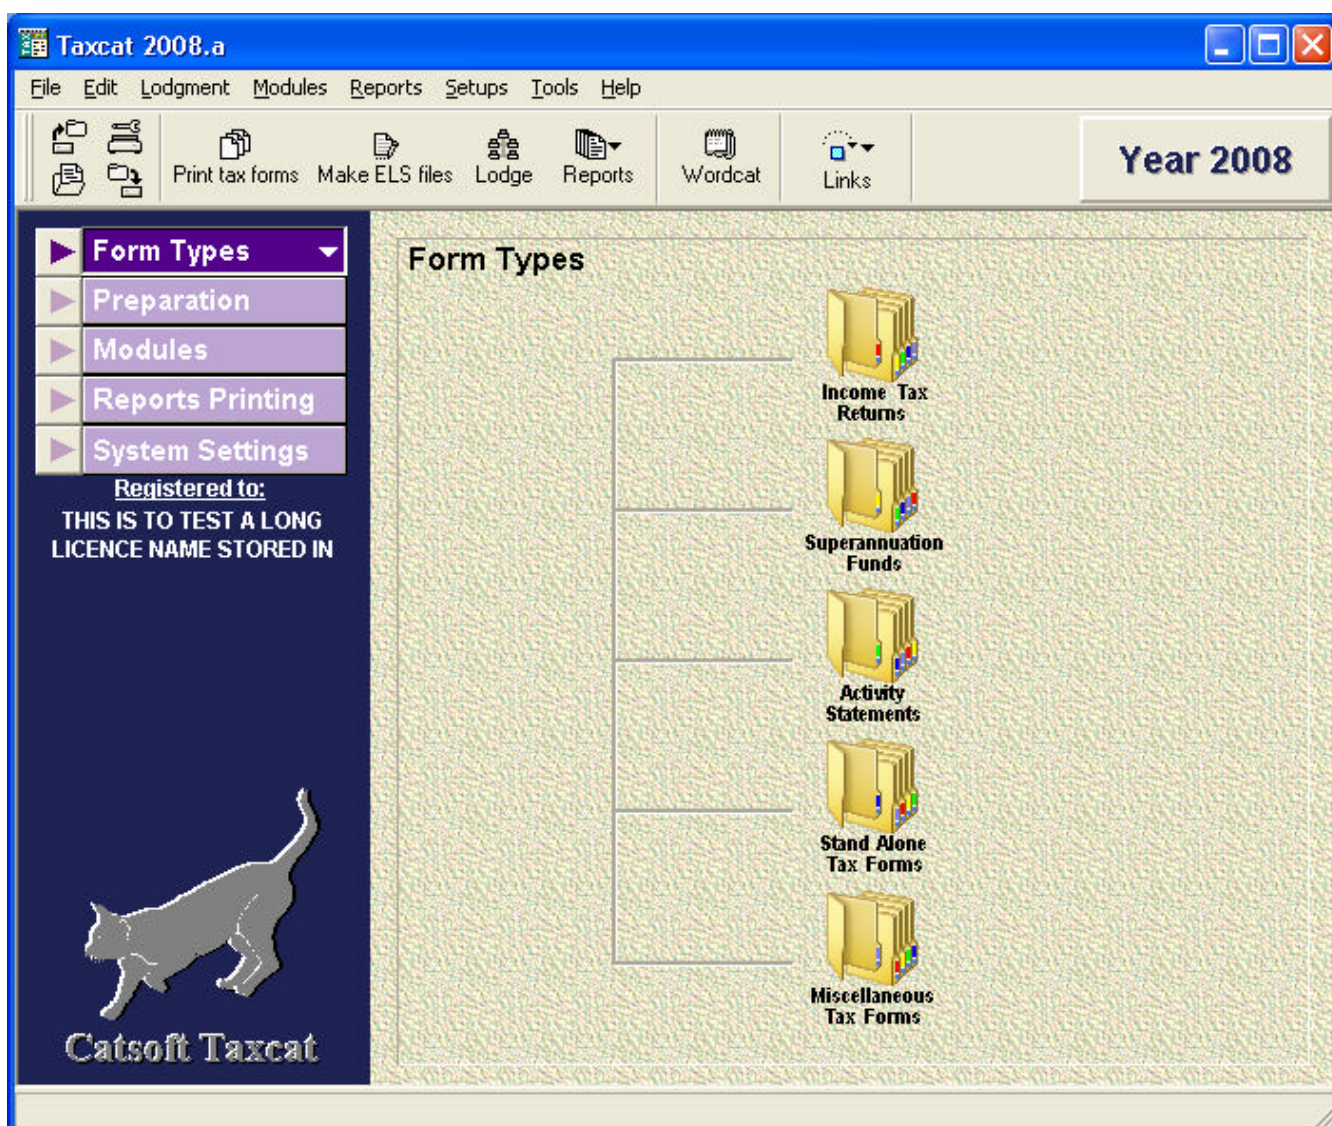 Taxcat 2008.a
File Edit Lodgment Modules Reports Setups Tools Help
Print tax forms Make ELS files Lodge Reports Wordcat Links
Year 2008
Form Types
Preparation
Modules
Reports Printing
System Settings
Registered to:
THIS IS TO TEST A LONG
LICENCE NAME STORED IN
Catsoft Taxcat
Form Types
Income Tax
Returns
Superannuation
Funds
Activity
Statements
Stand Alone
Tax Forms
Miscellaneous
Tax Forms